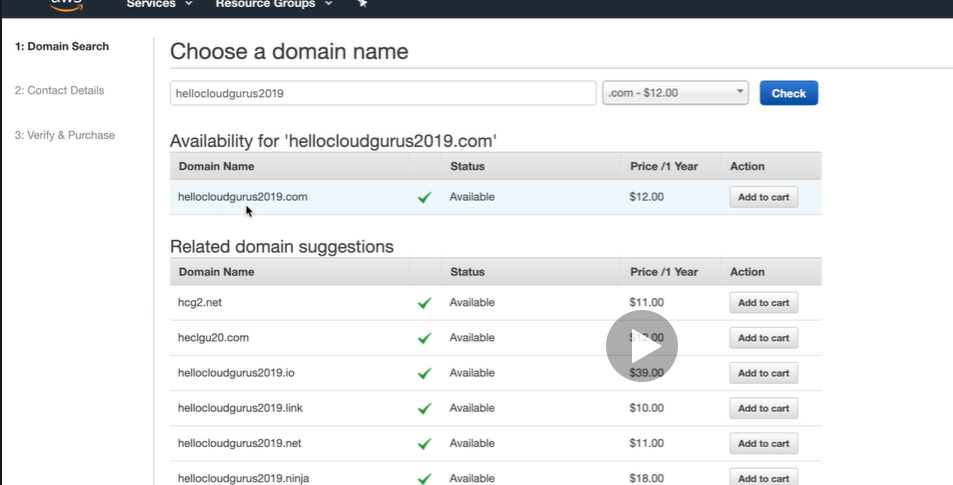 aws
Services Resource Groups
1: Domain Search
2: Contact Details
3: Verify & Purchase
Choose a domain name
hellocloudgurus2019 .com - $12.00 Check
Availability for 'hellocloudgurus2019.com'
Domain Name Status Price /1 Year Action
hellocloudgurus2019.com Available $12.00 Add to cart
Related domain suggestions
Domain Name Status Price /1 Year Action
hcg2.net Available $11.00 Add to cart
heclgu20.com Available $12.00 Add to cart
hellocloudgurus2019.io Available $39.00 Add to cart
hellocloudgurus2019.link Available $10.00 Add to cart
hellocloudgurus2019.net Available $11.00 Add to cart
hellocloudgurus2019.ninja Available $18.00 Add to cart